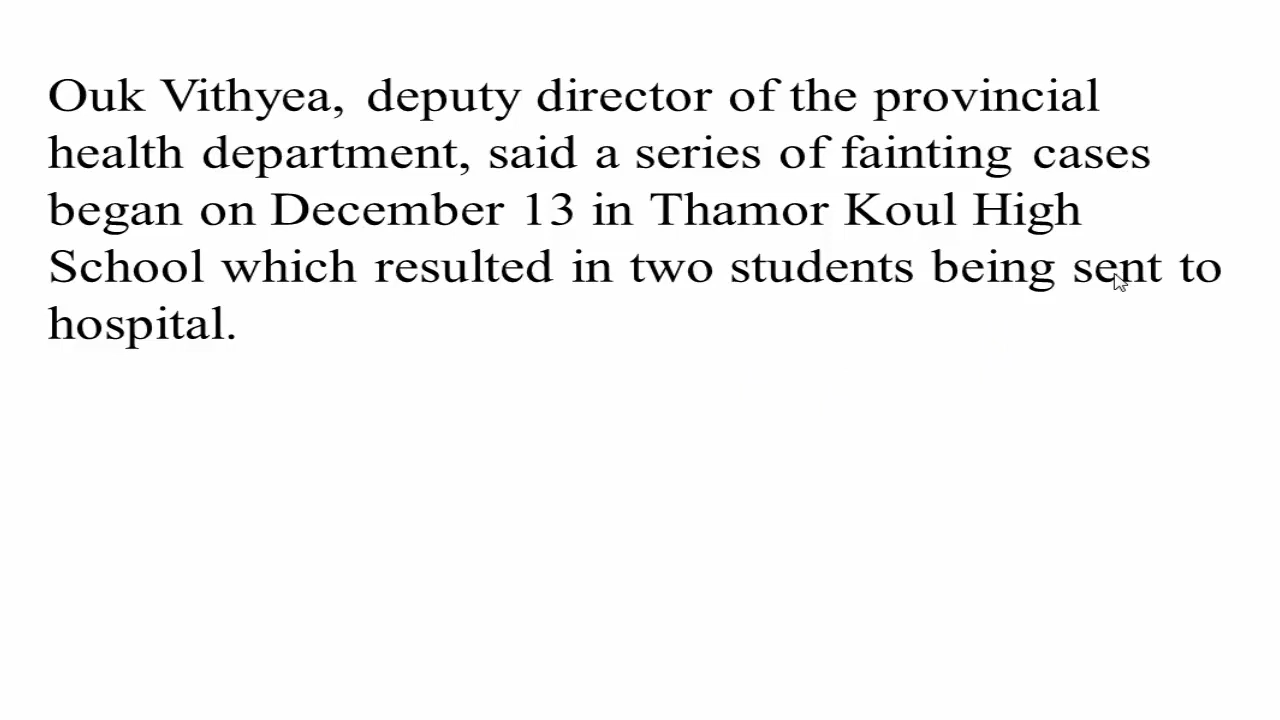 Ouk Vithyea, deputy director of the provincial
health department, said a series of fainting cases
began on December 13 in Thamor Koul High
School which resulted in two students being sent to
hospital.